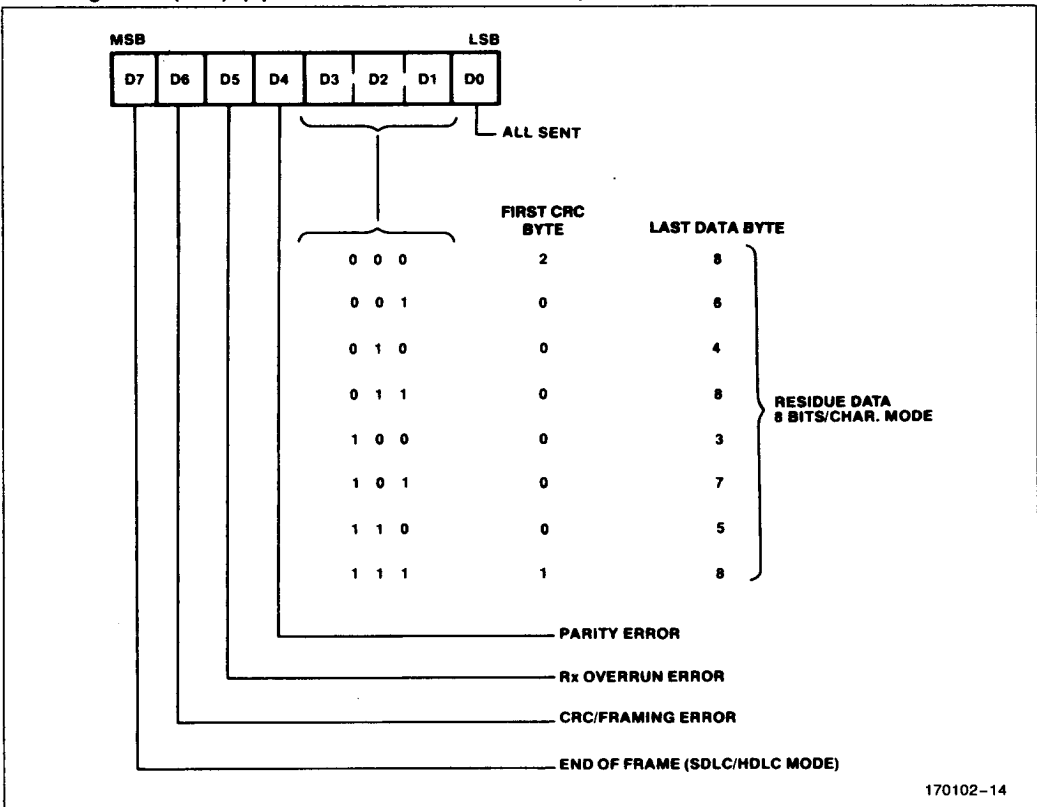 MSB LSB
D7 D6 D5 D4 D3 D2 D1 D0
ALL SENT
FIRST CRC
BYTE
LAST DATA BYTE
0 0 0 2 8
0 0 1 0 6
0 1 0 0 4
0 1 1 0 8
1 0 0 0 3
1 0 1 0 7
1 1 0 0 5
1 1 1 1 8
RESIDUE DATA
8 BITS/CHAR. MODE
PARITY ERROR
Rx OVERRUN ERROR
CRC/FRAMING ERROR
END OF FRAME (SDLC/HDLC MODE)
170102-14